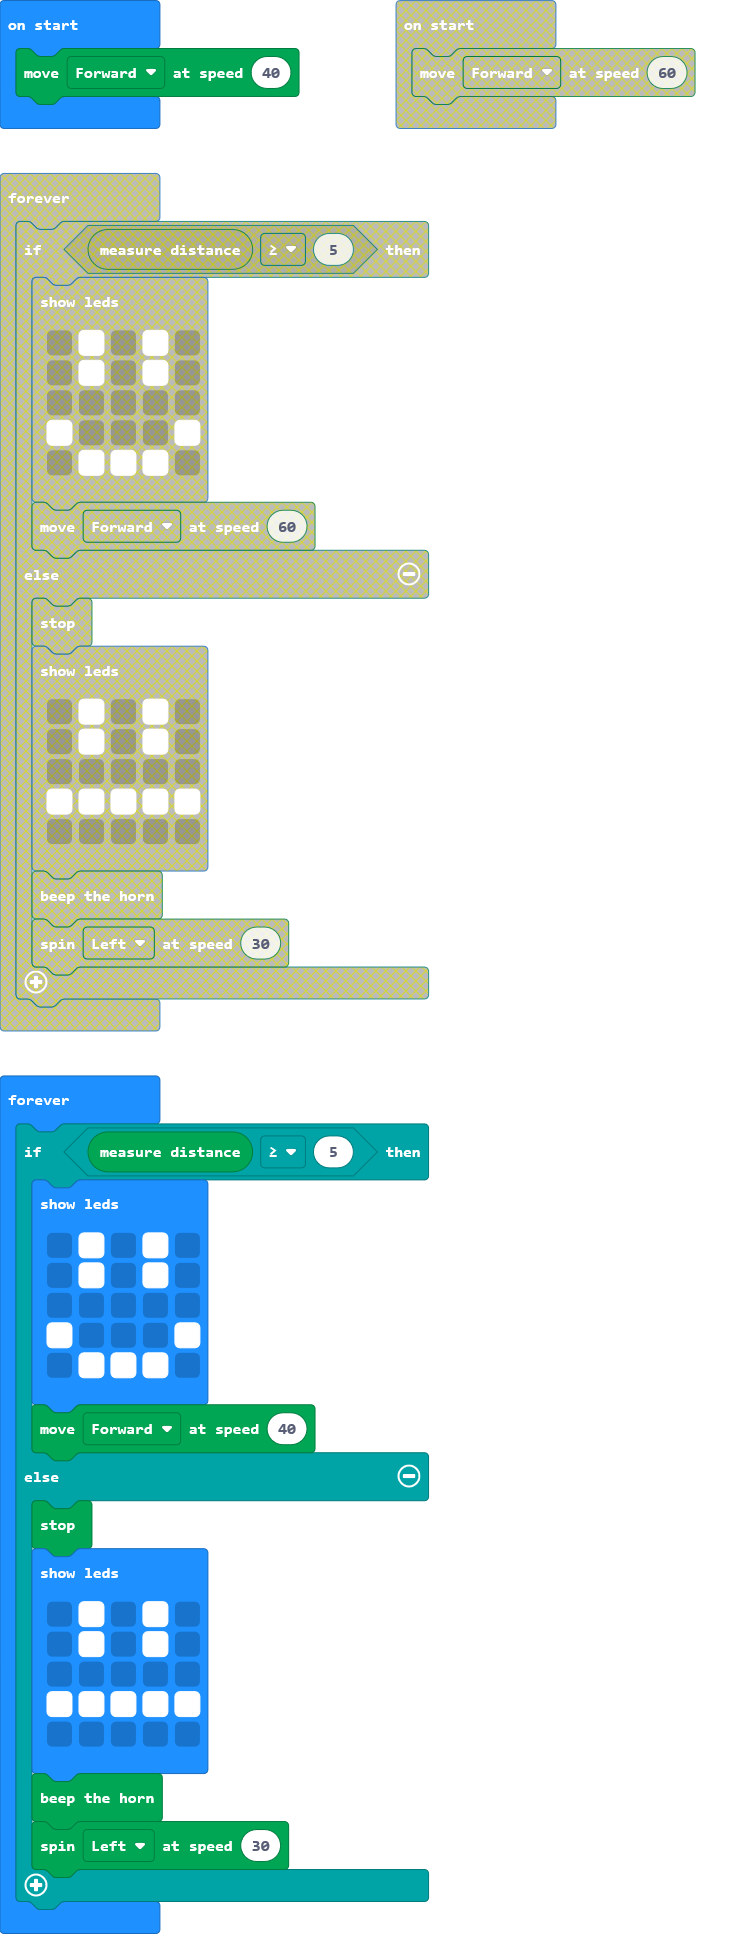 on start
move Forward at speed 40
on start
move Forward at speed 60
forever
if measure distance ≥ 5 then
show leds
move Forward at speed 60
else
stop
show leds
beep the horn
spin Left at speed 30
forever
if measure distance ≥ 5 then
show leds
move Forward at speed 40
else
stop
show leds
beep the horn
spin Left at speed 30